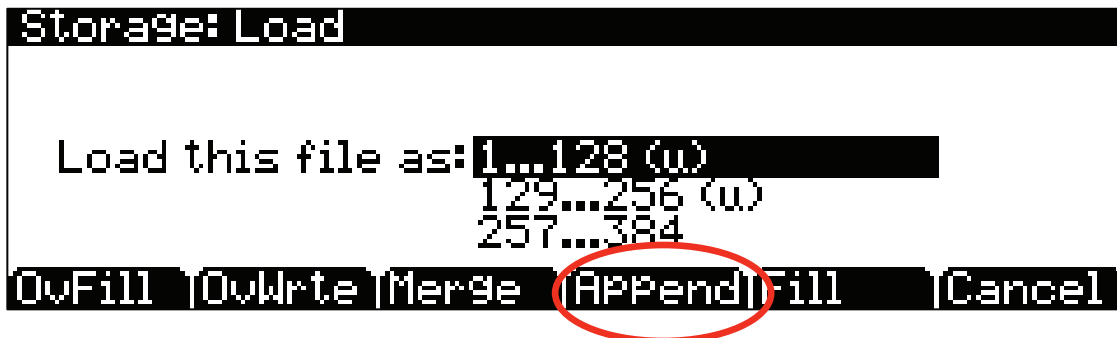 Storage: Load
Load this file as: 1...128 (u)
129...256 (u)
257...384
OvFill OvWrte Merge Append Fill Cancel